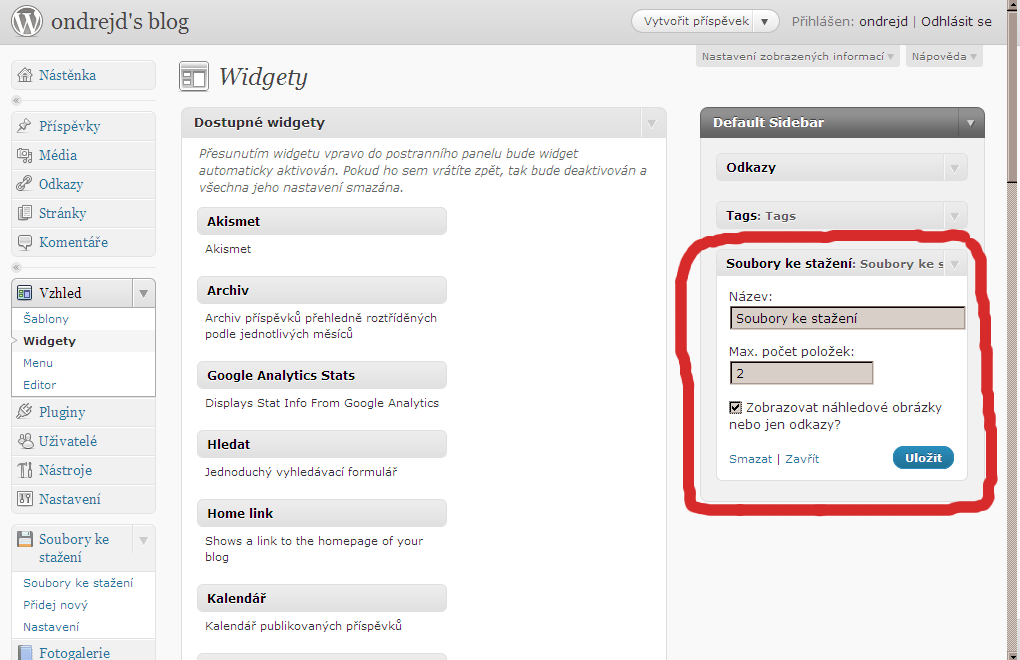 ondrejd's blog
Vytvořit příspěvek
Přihlášen: ondrejd | Odhlásit se
Nastavení zobrazených informací
Nápověda
Nástěnka
Příspěvky
Média
Odkazy
Stránky
Komentáře
Vzhled
Šablony
Widgety
Menu
Editor
Pluginy
Uživatelé
Nástroje
Nastavení
Soubory ke
stažení
Soubory ke stažení
Přidej nový
Nastavení
Fotogalerie
Widgety
Dostupné widgety
Přesunutím widgetu vpravo do postranního panelu bude widget
automaticky aktivován. Pokud ho sem vrátíte zpět, tak bude deaktivován a
všechna jeho nastavení smazána.
Akismet
Akismet
Archiv
Archiv příspěvků přehledně roztříděných
podle jednotlivých měsíců
Google Analytics Stats
Displays Stat Info From Google Analytics
Hledat
Jednoduchý vyhledávací formulář
Home link
Shows a link to the homepage of your
blog
Kalendář
Kalendář publikovaných příspěvků
Default Sidebar
Odkazy
Tags: Tags
Soubory ke stažení: Soubory ke s
Název:
Soubory ke stažení
Max. počet položek:
2
Zobrazovat náhledové obrázky
nebo jen odkazy?
Smazat | Zavřít
Uložit